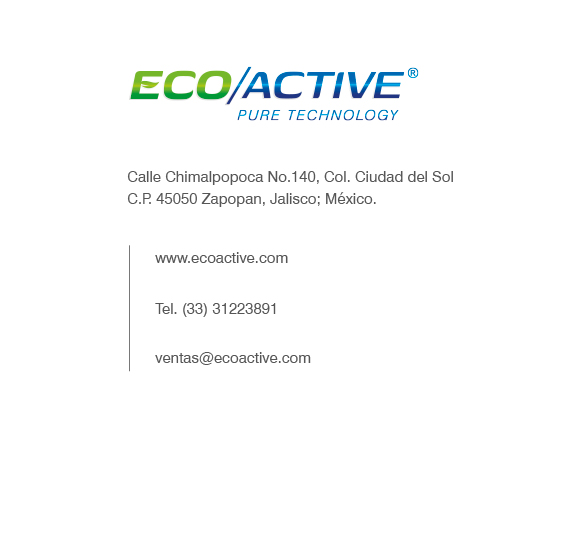 ECO/ACTIVE®
PURE TECHNOLOGY
Calle Chimalpopoca No.140, Col. Ciudad del Sol
C.P. 45050 Zapopan, Jalisco; México.
www.ecoactive.com
Tel. (33) 31223891
ventas@ecoactive.com